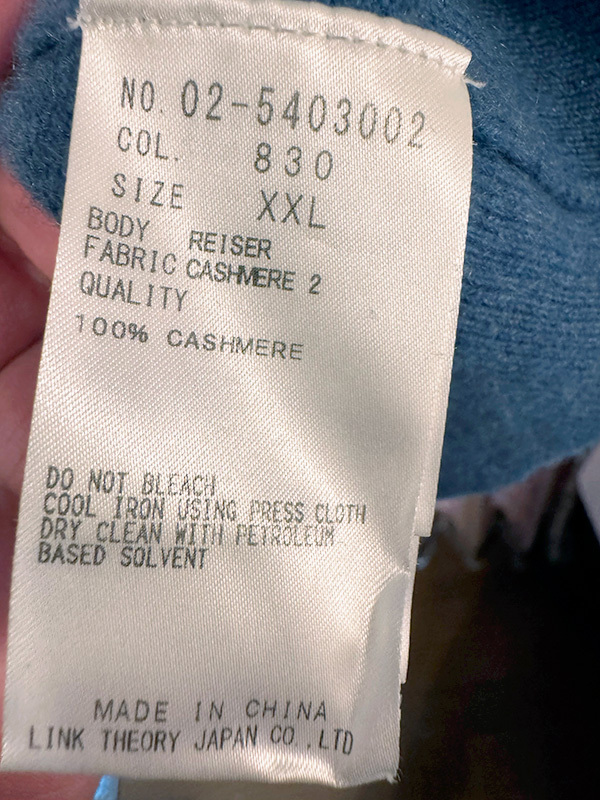 NO. 02-5403002
COL. 830
SIZE XXL
BODY REISER
FABRIC CASHMERE 2
QUALITY
100% CASHMERE
DO NOT BLEACH
COOL IRON USING PRESS CLOTH
DRY CLEAN WITH PETROLEUM
BASED SOLVENT
MADE IN CHINA
LINK THEORY JAPAN CO.,LTD